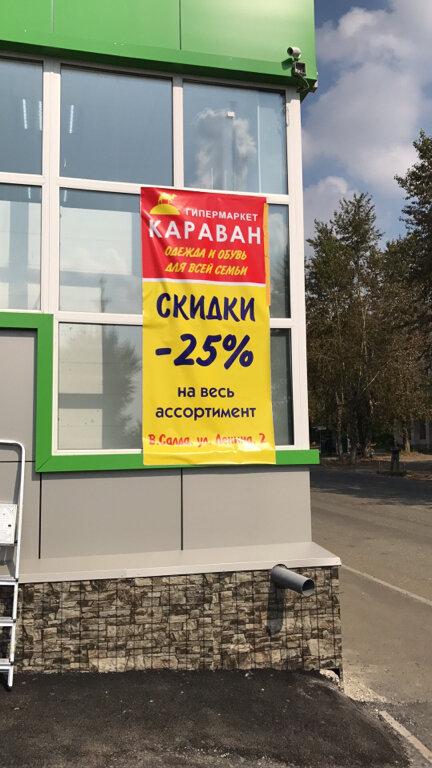 ГИПЕРМАРКЕТ
КАРАВАН
ОДЕЖДА И ОБУВЬ
ДЛЯ ВСЕЙ СЕМЬИ
СКИДКИ
-25%
на весь
ассортимент
В.Салда, ул. Ленина, 2